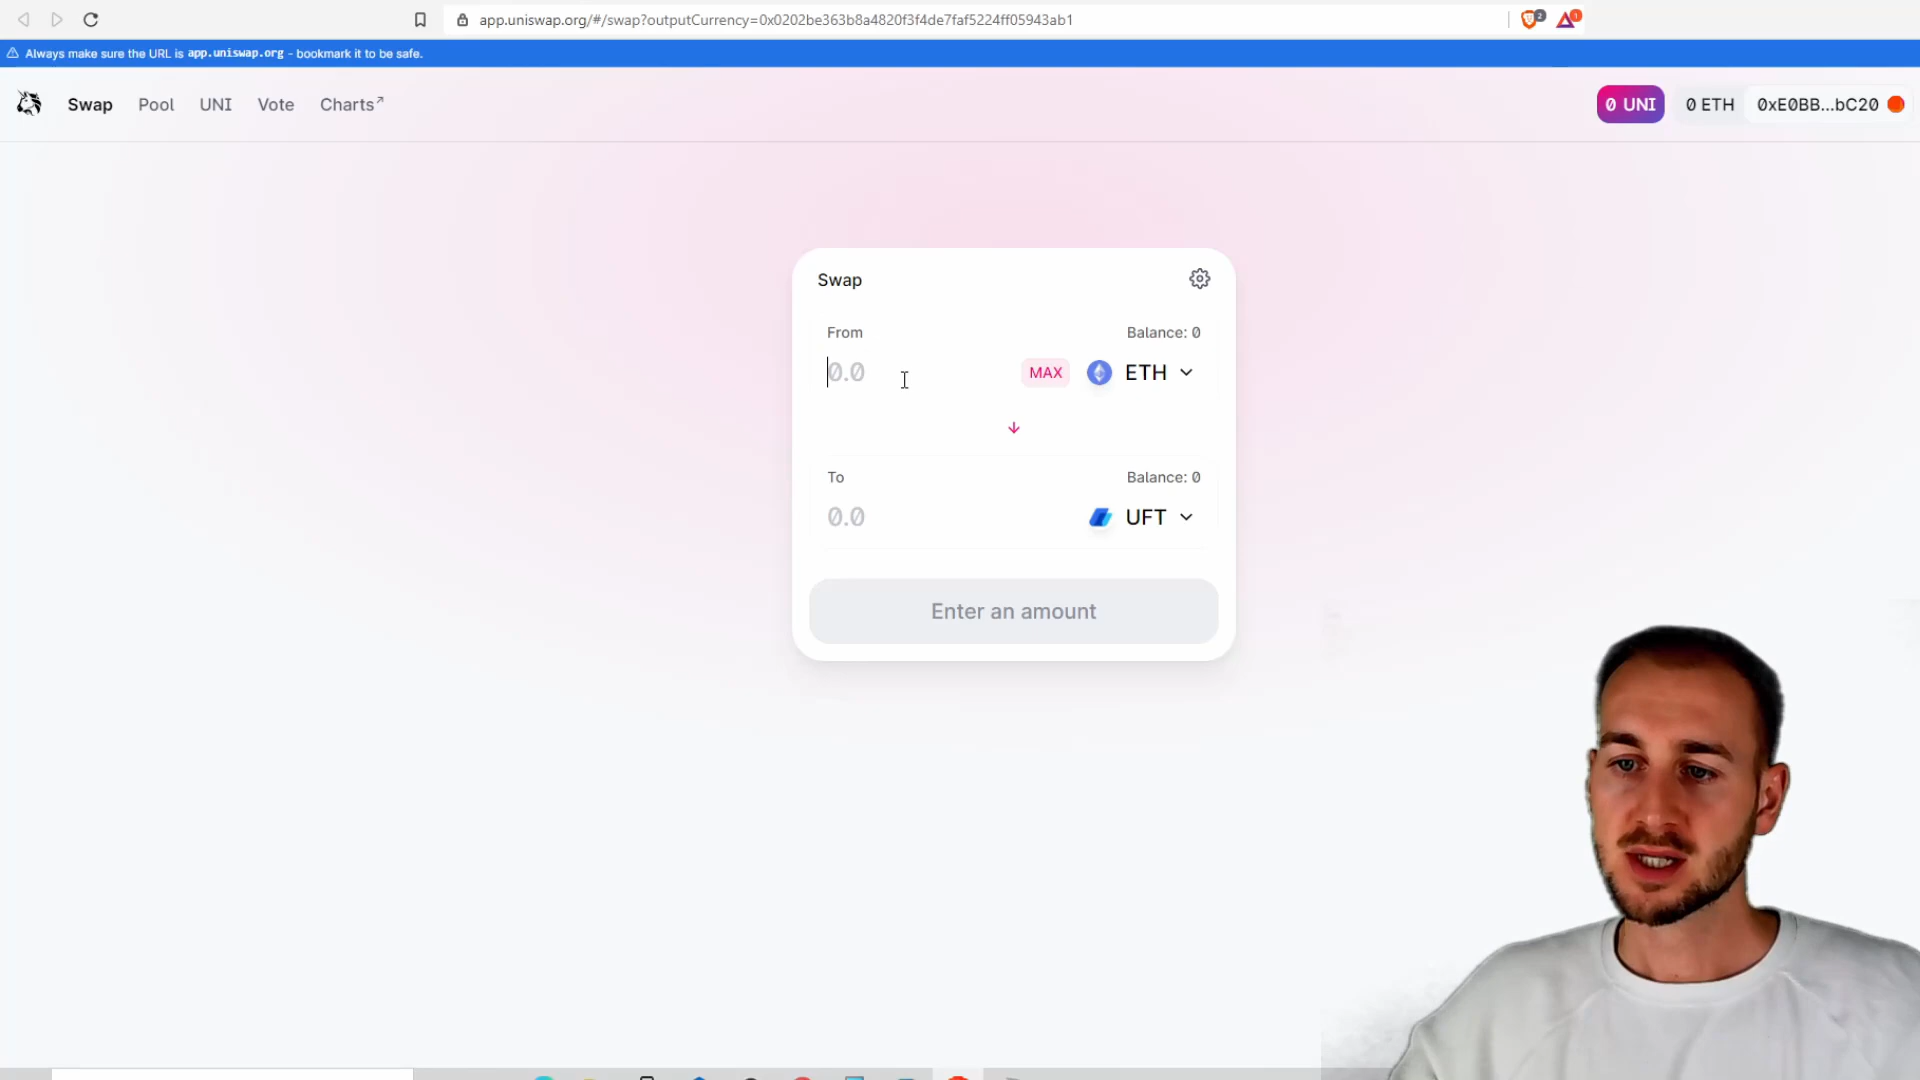 app.uniswap.org/#/swap?outputCurrency=0x0202be363b8a4820f3f4de7faf5224ff05943ab1
2
1
Always make sure the URL is app.uniswap.org - bookmark it to be safe.
Swap Pool UNI Vote Charts↗ 0 UNI 0 ETH 0xE0BB...bC20
Swap
From Balance: 0
0.0 MAX ETH
To Balance: 0
0.0 UFT
Enter an amount